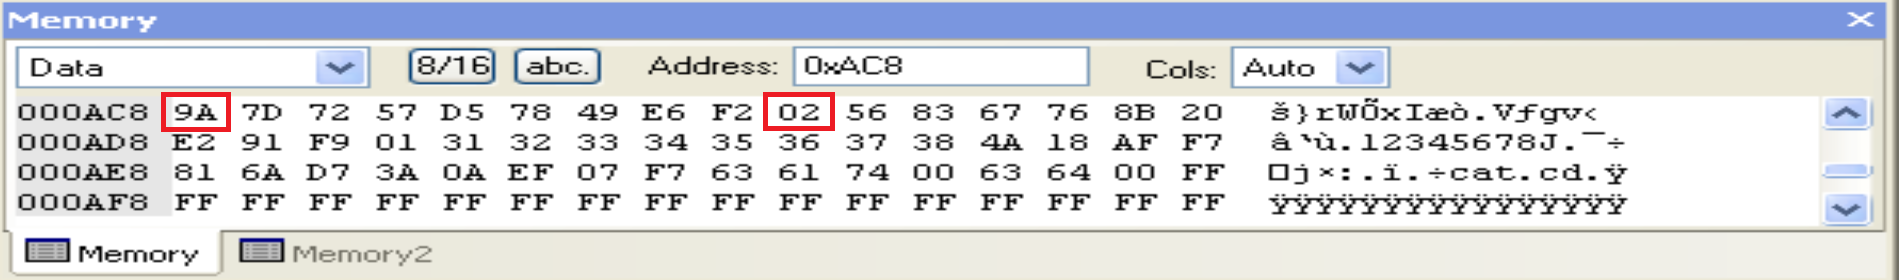 Memory
Data 8/16 abc. Address: 0xAC8 Cols: Auto
000AC8 9A 7D 72 57 D5 78 49 E6 F2 02 56 83 67 76 8B 20 š}rWÕxIæò.Vƒgv‹
000AD8 E2 91 F9 01 31 32 33 34 35 36 37 38 4A 18 AF F7 â‘ù.12345678J.¯÷
000AE8 81 6A D7 3A 0A EF 07 F7 63 61 74 00 63 64 00 FF □j×:.ï.÷cat.cd.ÿ
000AF8 FF FF FF FF FF FF FF FF FF FF FF FF FF FF FF FF ÿÿÿÿÿÿÿÿÿÿÿÿÿÿÿÿ
Memory Memory2